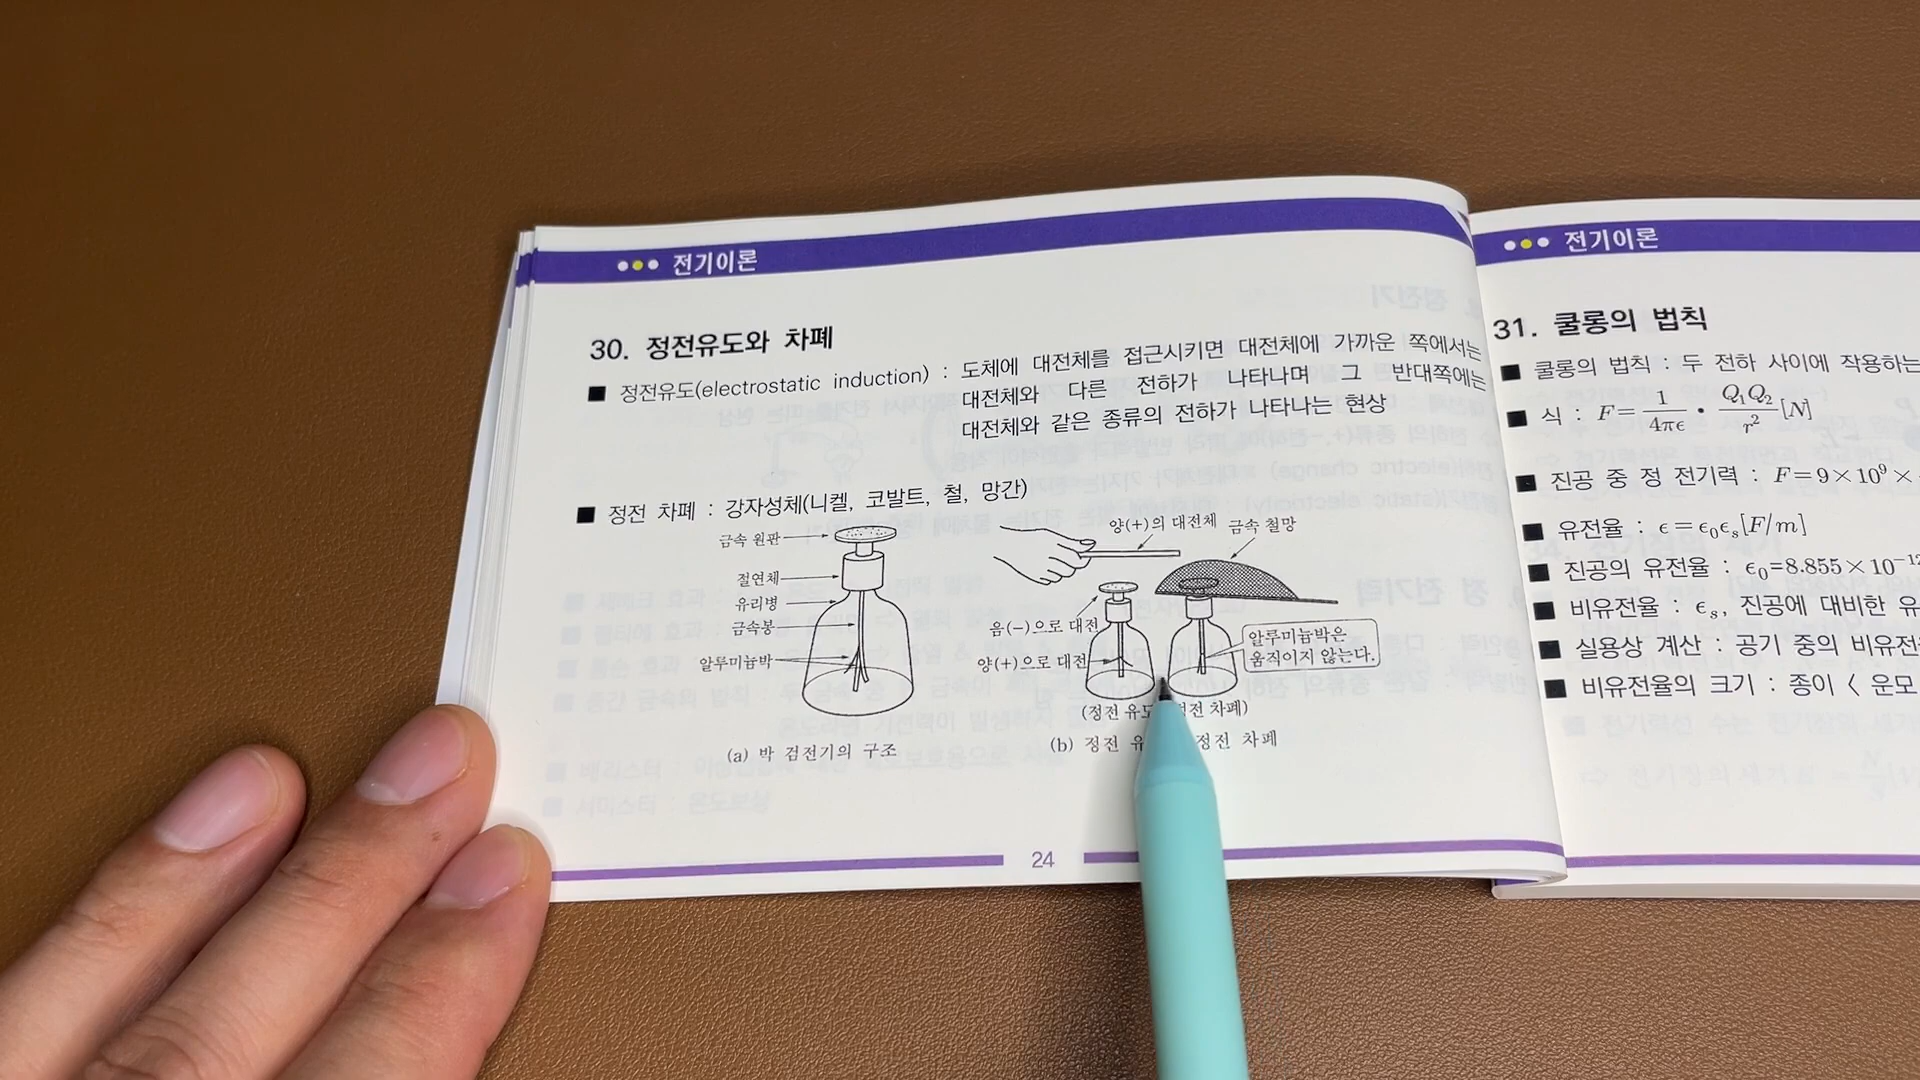 전기이론
30. 정전유도와 차폐
■ 정전유도(electrostatic induction) : 도체에 대전체를 접근시키면 대전체에 가까운 쪽에서는
대전체와 다른 전하가 나타나며 그 반대쪽에는
대전체와 같은 종류의 전하가 나타나는 현상
■ 정전 차폐 : 강자성체(니켈, 코발트, 철, 망간)
금속 원판
절연체
유리병
금속봉
알루미늄박
(a) 박 검전기의 구조
양(+)의 대전체
금속 철망
음(-)으로 대전
양(+)으로 대전
알루미늄박은
움직이지 않는다.
(정전 유도 전 차폐)
(b) 정전 유 정전 차폐
24
전기이론
31. 쿨롱의 법칙
■ 쿨롱의 법칙 : 두 전하 사이에 작용하는
■ 식 : F=1/4πϵ • Q₁Q₂/r² [N]
■ 진공 중 정 전기력 : F=9×10⁹×
■ 유전율 : ϵ=ϵ₀ϵₛ[F/m]
■ 진공의 유전율 : ϵ₀=8.855×10⁻¹²
■ 비유전율 : ϵₛ, 진공에 대비한 유
■ 실용상 계산 : 공기 중의 비유전
■ 비유전율의 크기 : 종이 < 운모